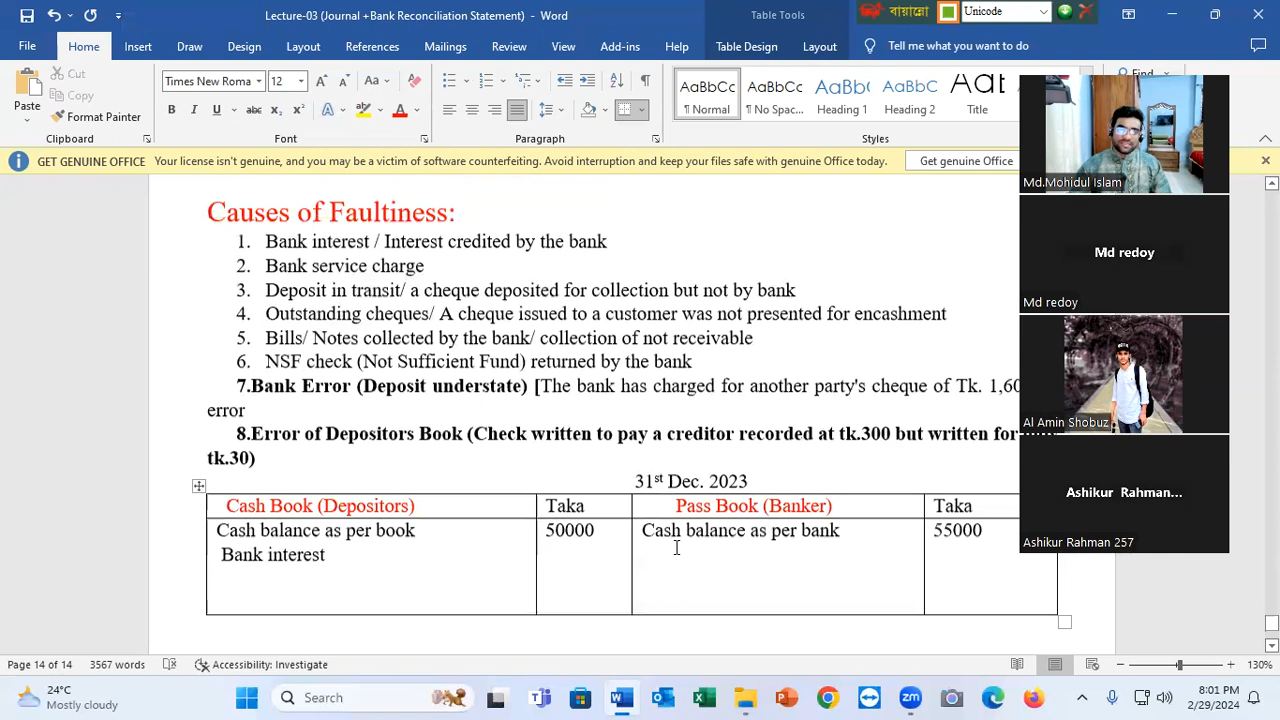 Lecture-03 (Journal +Bank Reconciliation Statement) - Word
Table Tools
বায়ান্নো
Unicode
File Home Insert Draw Design Layout References Mailings Review View Add-ins Help Table Design Layout Tell me what you want to do
Paste
Cut
Copy
Format Painter
Clipboard
Times New Roma 12
Font
Paragraph
AaBbCc AaBbCc AaBbC AaBbCc
¶ Normal ¶ No Spac... Heading 1 Heading 2 Title
Styles
GET GENUINE OFFICE Your license isn't genuine, and you may be a victim of software counterfeiting. Avoid interruption and keep your files safe with genuine Office today. Get genuine Office
Causes of Faultiness:
1. Bank interest / Interest credited by the bank
2. Bank service charge
3. Deposit in transit/ a cheque deposited for collection but not by bank
4. Outstanding cheques/ A cheque issued to a customer was not presented for encashment
5. Bills/ Notes collected by the bank/ collection of not receivable
6. NSF check (Not Sufficient Fund) returned by the bank
7.Bank Error (Deposit understate) [The bank has charged for another party's cheque of Tk.
error
8.Error of Depositors Book (Check written to pay a creditor recorded at tk.300 but written for
tk.30)
31st Dec. 2023
Cash Book (Depositors) Taka Pass Book (Banker) Taka
Cash balance as per book 50000 Cash balance as per bank 55000
Bank interest
Md.Mohidul Islam
Md redoy
Md redoy
Al Amin Shobuz
Ashikur Rahman...
Ashikur Rahman 257
Page 14 of 14 3567 words Accessibility: Investigate 130%
24°C
Mostly cloudy
Search
8:01 PM
2/29/2024